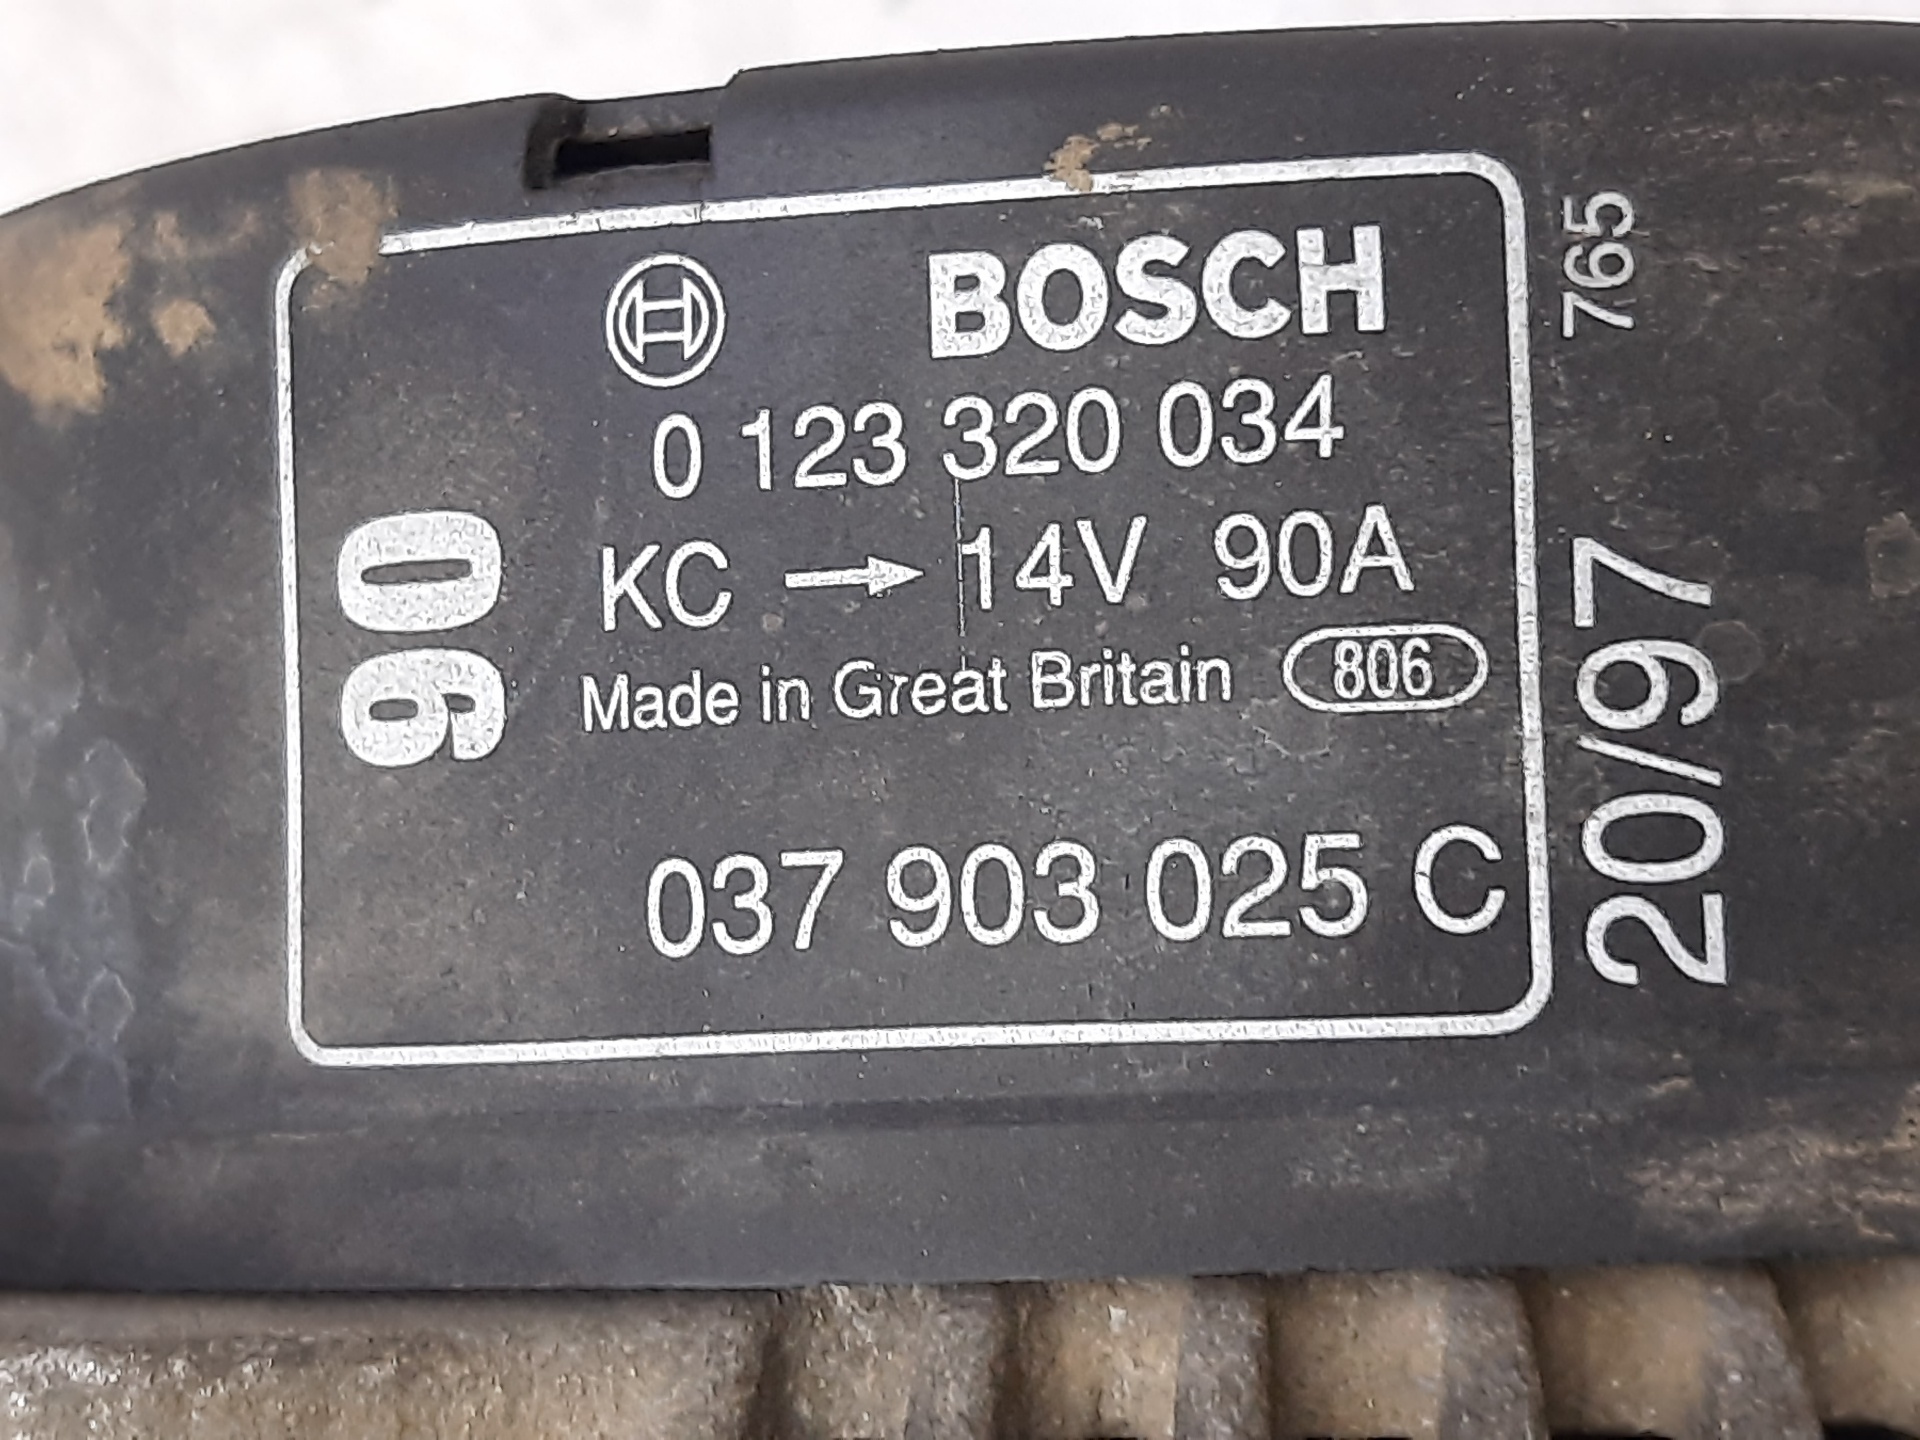 BOSCH
0 123 320 034
KC → 14V 90A
Made in Great Britain 806
037 903 025 C
90
765
20/97